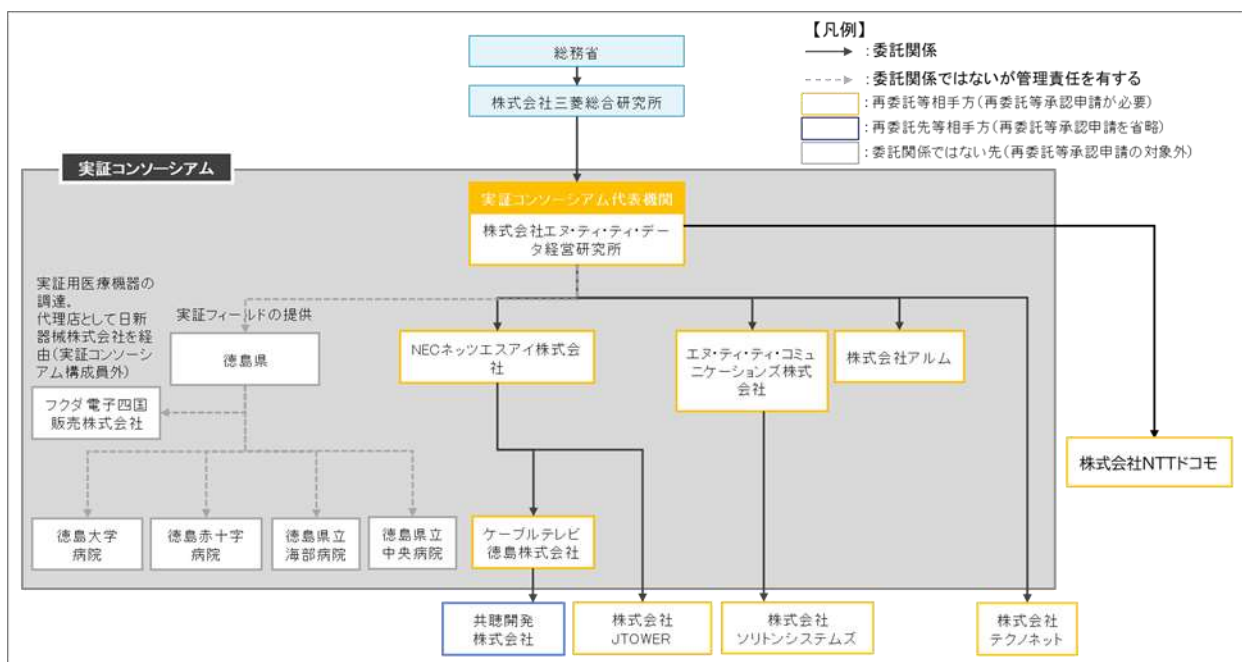 【凡例】
：委託関係
：委託関係ではないが管理責任を有する
：再委託等相手方（再委託等承認申請が必要）
：再委託先等相手方（再委託等承認申請を省略）
：委託関係ではない先（再委託等承認申請の対象外）
総務省
株式会社三菱総合研究所
実証コンソーシアム
実証コンソーシアム代表機関
株式会社エヌ・ティ・ティ・デー
タ経営研究所
実証用医療機器の
調達。
代理店として日新
器械株式会社を経
由（実証コンソーシ
アム構成員外）
実証フィールドの提供
徳島県
NECネッツエスアイ株式会
社
エヌ・ティ・ティ・コミュ
ニケーションズ株式
会社
株式会社アルム
フクダ電子四国
販売株式会社
株式会社NTTドコモ
徳島大学
病院
徳島赤十字
病院
徳島県立
海部病院
徳島県立
中央病院
ケーブルテレビ
徳島株式会社
共聴開発
株式会社
株式会社
JTOWER
株式会社
ソリトンシステムズ
株式会社
テクノネット